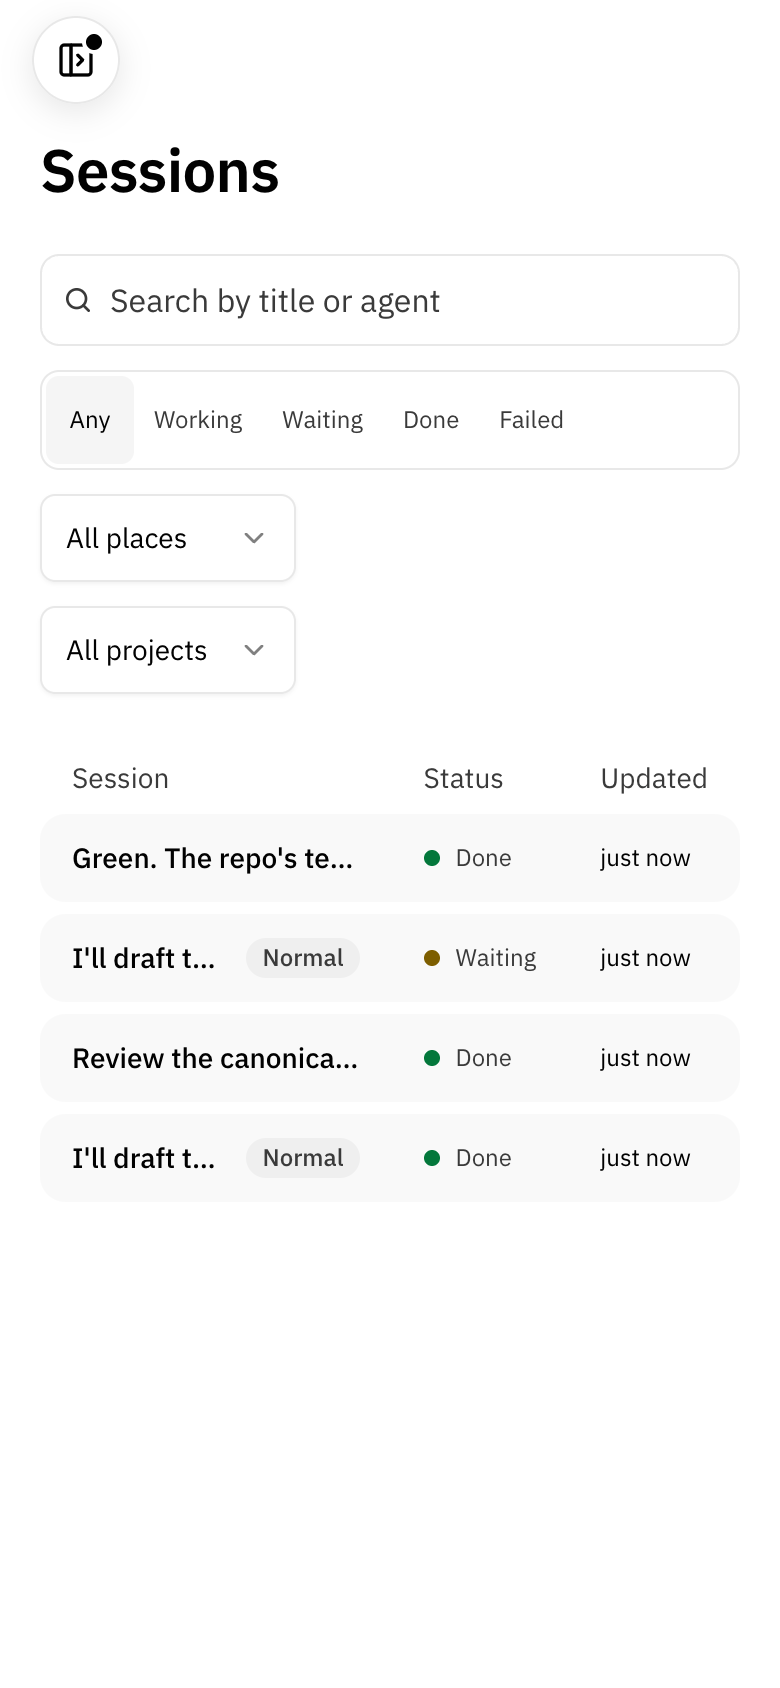 Sessions
Search by title or agent
Any Working Waiting Done Failed
All places
All projects
Session Status Updated
Green. The repo's te... Done just now
I'll draft t... Normal Waiting just now
Review the canonica... Done just now
I'll draft t... Normal Done just now